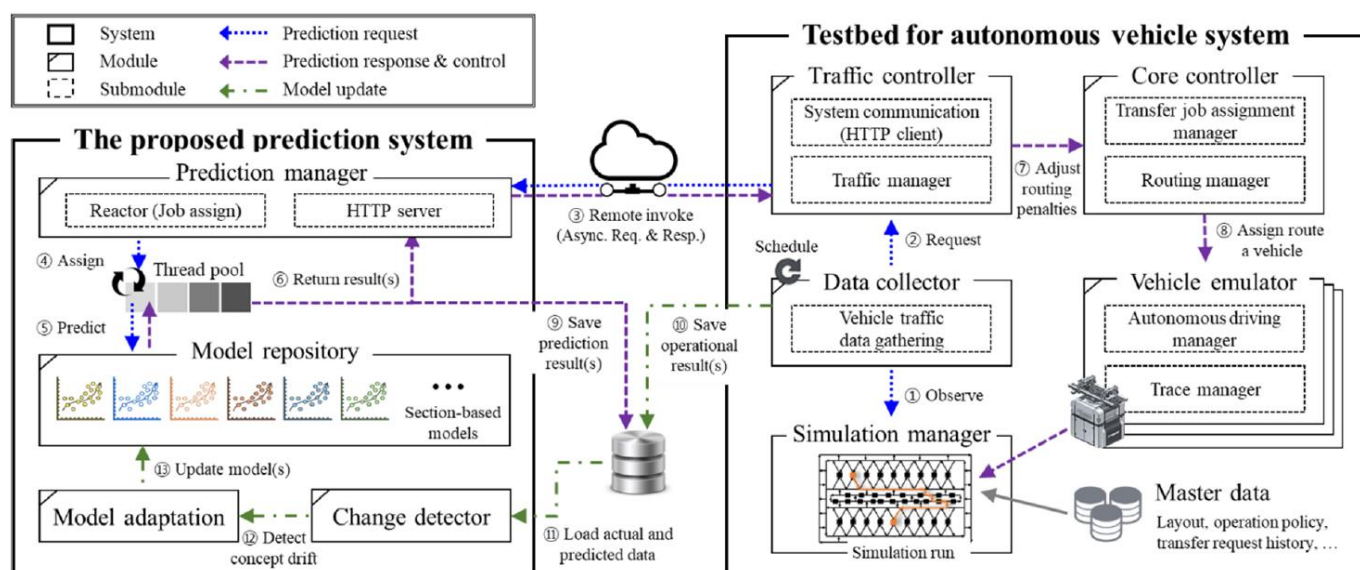 System
Prediction request
Module
Prediction response & control
Submodule
Model update
The proposed prediction system
Prediction manager
Reactor (Job assign)
HTTP server
④ Assign
Thread pool
⑥ Return result(s)
⑤ Predict
Model repository
•••
Section-based
models
⑬ Update model(s)
Model adaptation
Change detector
⑫ Detect
concept drift
③ Remote invoke
(Async. Req. & Resp.)
⑨ Save
prediction
result(s)
⑩ Save
operational
result(s)
⑪ Load actual and
predicted data
Testbed for autonomous vehicle system
Traffic controller
System communication
(HTTP client)
Traffic manager
⑦ Adjust
routing
penalties
Core controller
Transfer job assignment
manager
Routing manager
② Request
⑧ Assign route
a vehicle
Schedule
Data collector
Vehicle traffic
data gathering
① Observe
Vehicle emulator
Autonomous driving
manager
Trace manager
Simulation manager
Simulation run
Master data
Layout, operation policy,
transfer request history, …